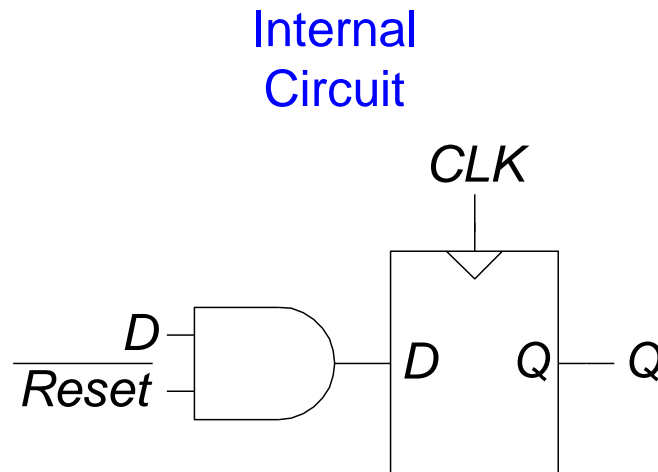 Internal
Circuit
CLK
D
D
Q
Q
Reset